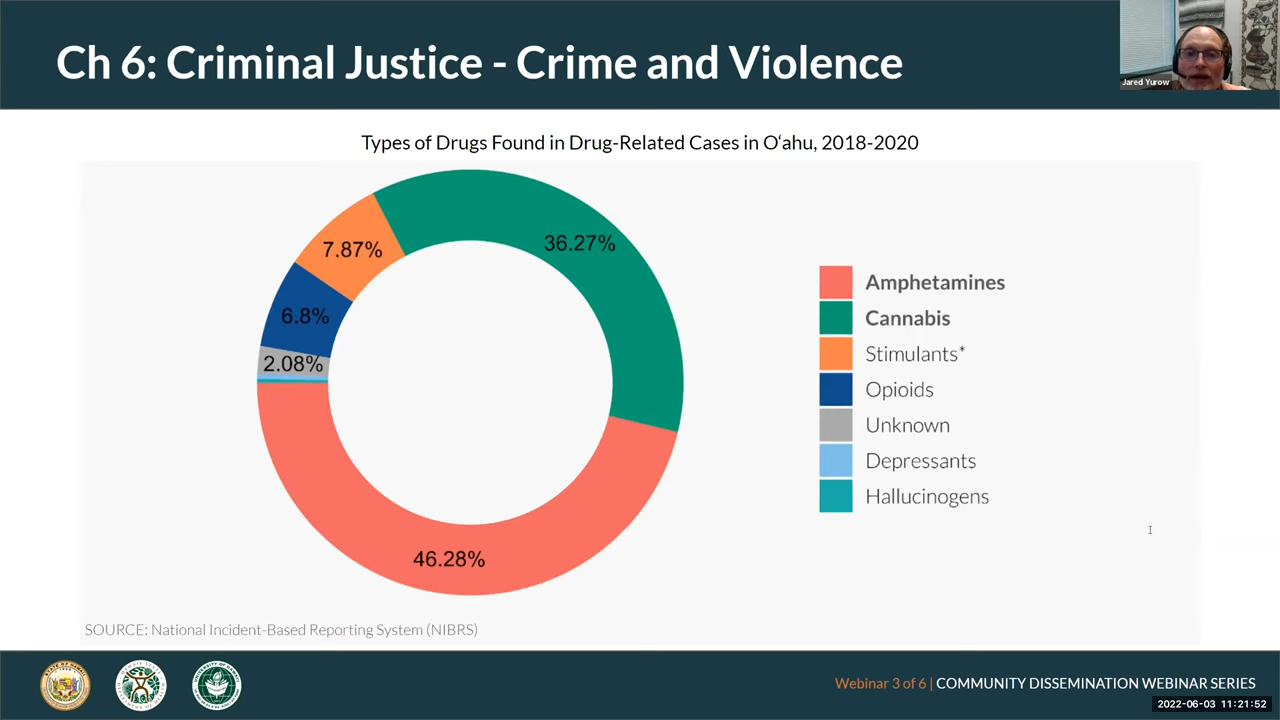 Ch 6: Criminal Justice - Crime and Violence
Jared Yurow
Types of Drugs Found in Drug-Related Cases in Oʻahu, 2018-2020
36.27%
7.87%
6.8%
2.08%
46.28%
Amphetamines
Cannabis
Stimulants*
Opioids
Unknown
Depressants
Hallucinogens
SOURCE: National Incident-Based Reporting System (NIBRS)
Webinar 3 of 6 | COMMUNITY DISSEMINATION WEBINAR SERIES
2022-06-03 11:21:52